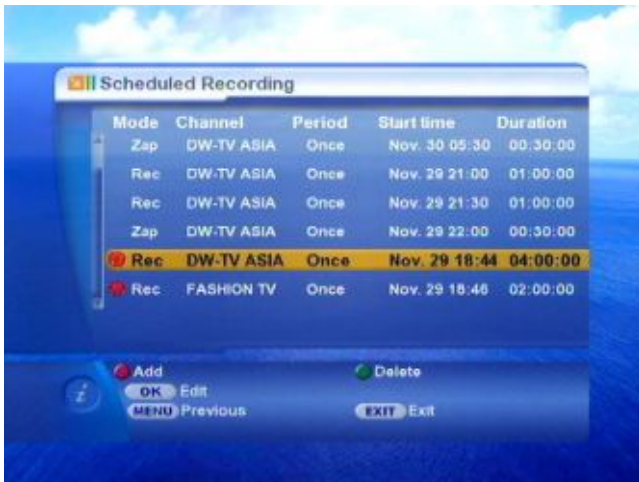 Scheduled Recording
Mode Channel Period Start time Duration
Zap DW-TV ASIA Once Nov. 30 05:30 00:30:00
Rec DW-TV ASIA Once Nov. 29 21:00 01:00:00
Rec DW-TV ASIA Once Nov. 29 21:30 01:00:00
Zap DW-TV ASIA Once Nov. 29 22:00 00:30:00
Rec DW-TV ASIA Once Nov. 29 18:44 04:00:00
Rec FASHION TV Once Nov. 29 18:46 02:00:00
Add Delete
OK Edit
MENU Previous EXIT Exit